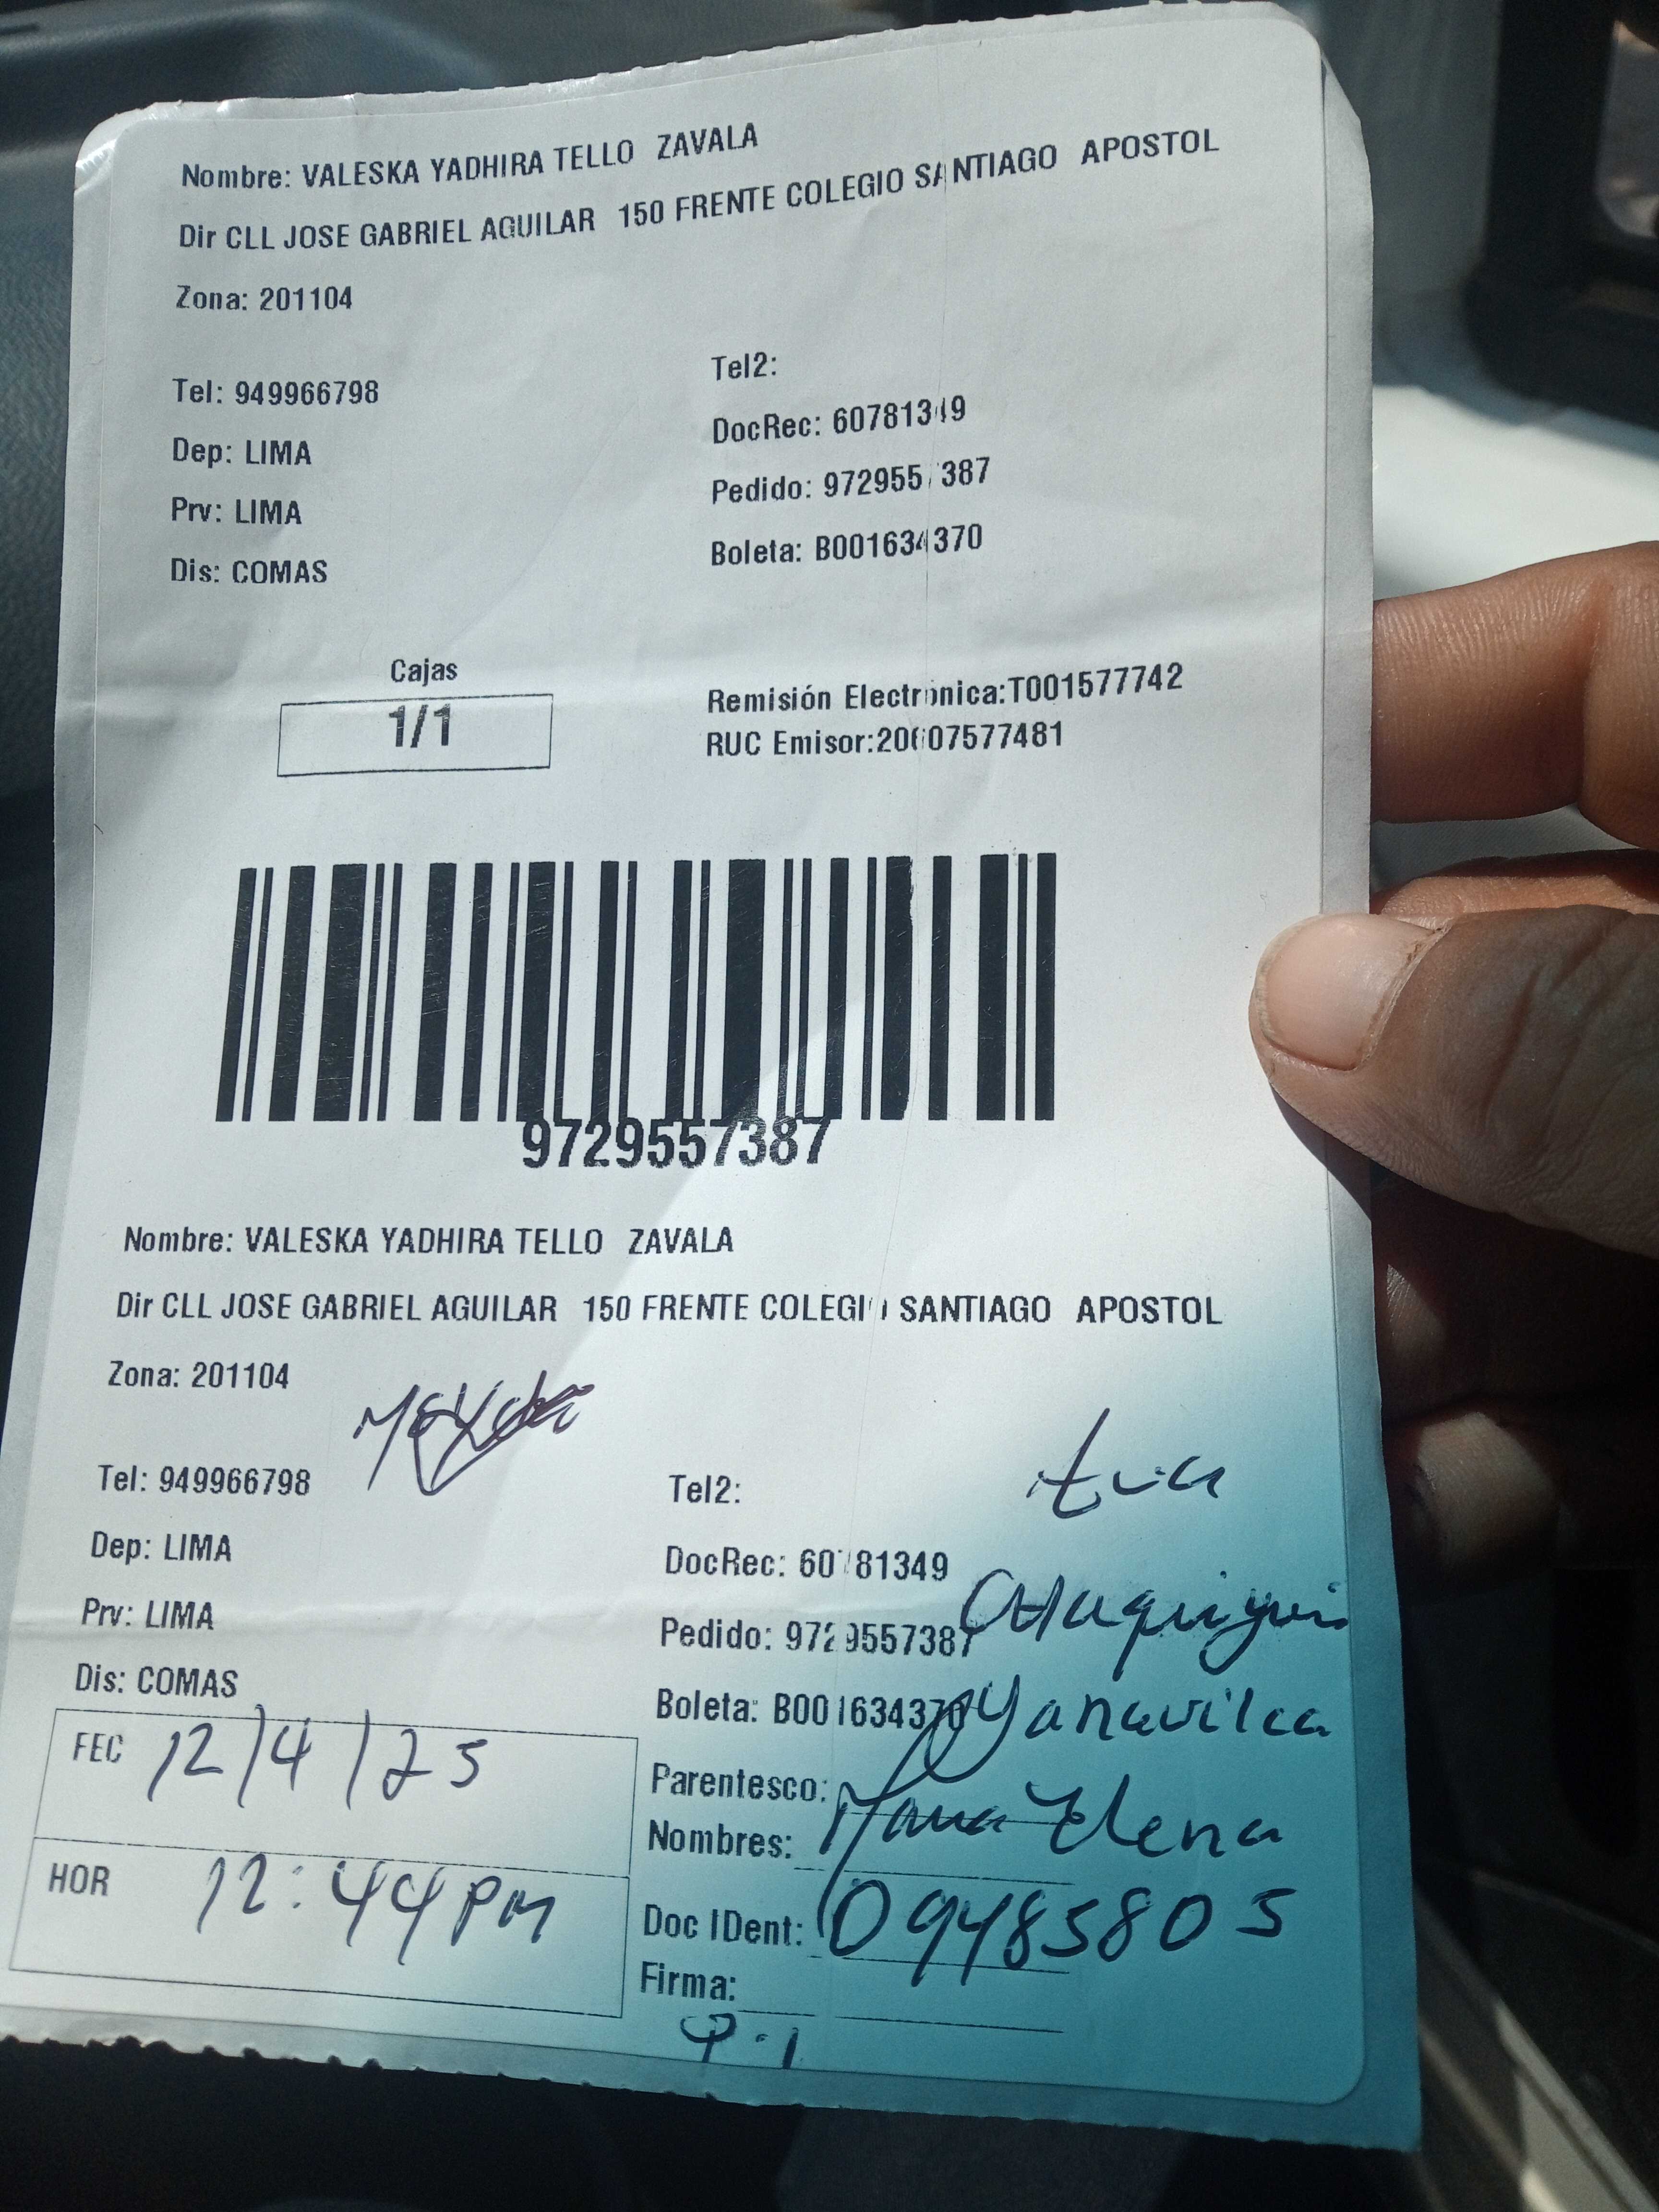 Nombre: VALESKA YADHIRA TELLO ZAVALA
Dir CLL JOSE GABRIEL AGUILAR 150 FRENTE COLEGIO SANTIAGO APOSTOL
Zona: 201104
Tel: 949966798
Tel2:
Dep: LIMA
DocRec: 60781349
Prv: LIMA
Pedido: 9729557387
Dis: COMAS
Boleta: B001634370
Cajas
1/1
Remisión Electrónica:T001577742
RUC Emisor:20607577481
9729557387
Nombre: VALESKA YADHIRA TELLO ZAVALA
Dir CLL JOSE GABRIEL AGUILAR 150 FRENTE COLEGIO SANTIAGO APOSTOL
Zona: 201104
Tel: 949966798
Tel2:
Dep: LIMA
DocRec: 60781349
Prv: LIMA
Pedido: 9729557387
Dis: COMAS
Boleta: B001634370
Yanavilca
FEC 12/4/25
Parentesco:
Nombres: Elena
HOR 12:44 PM
Doc IDent: 09485805
Firma: